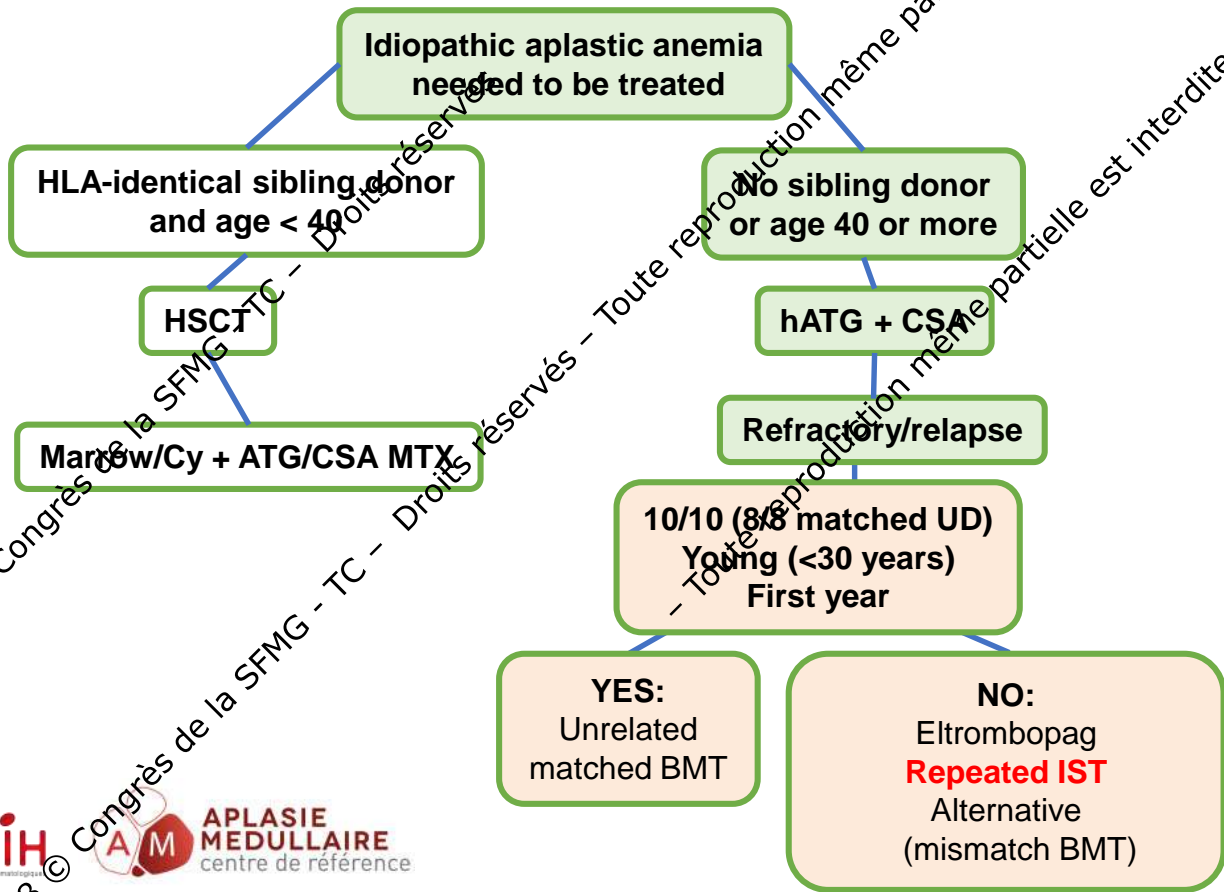 Idiopathic aplastic anemia
needed to be treated
HLA-identical sibling donor
and age < 40
No sibling donor
or age 40 or more
HSCT
hATG + CSA
Marrow/Cy + ATG/CSA MTX
Refractory/relapse
10/10 (8/8 matched UD)
Young (<30 years)
First year
YES:
Unrelated
matched BMT
NO:
Eltrombopag
Repeated IST
Alternative
(mismatch BMT)
Congrès de la SFMG - TC – Droits réservés
© Congrès de la SFMG - TC – Droits réservés – Toute reproduction même
– Toute reproduction même partielle est interdite
iH
AM
APLASIE
MEDULLAIRE
centre de référence